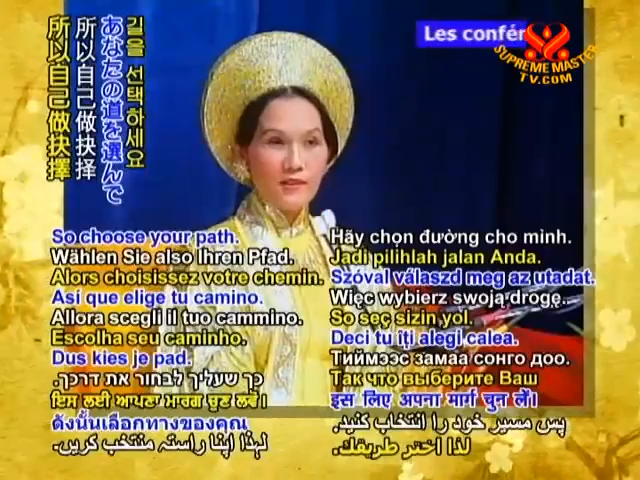 길을 선택하세요
あなたの道を選んで
所以自己做抉择
所以自己做抉擇
Les confér
SUPREME MASTER
TV.COM
So choose your path.
Wählen Sie also Ihren Pfad.
Alors choisissez votre chemin.
Así que elige tu camino.
Allora scegli il tuo cammino.
Escolha seu caminho.
Dus kies je pad.
כך שעליך לבחור את דרכך.
ਇਸ ਲਈ ਆਪਣਾ ਮਾਰਗ ਚੁਣ ਲਵੋ।
ดังนั้นเลือกทางของคุณ
لہذا اپنا راستہ منتخب کریں.
Hãy chọn đường cho mình.
Jadi pilihlah jalan Anda.
Szóval válaszd meg az utadat.
Więc wybierz swoją drogę.
So seç sizin yol.
Deci tu îți alegi calea.
Тиймээс замаа сонго доо.
Так что выберите Ваш
इस लिए अपना मार्ग चुन लें।
پس مسیر خود را انتخاب کنید.
لذا اختر طريقك.